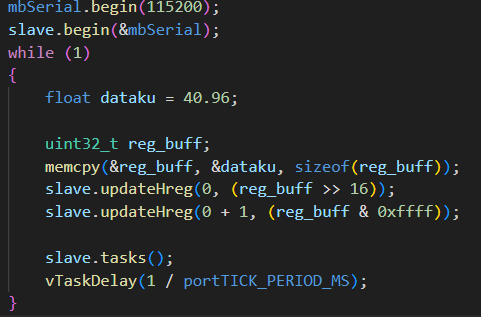 mbSerial.begin(115200);
slave.begin(&mbSerial);
while (1)
{
    float dataku = 40.96;

    uint32_t reg_buff;
    memcpy(&reg_buff, &dataku, sizeof(reg_buff));
    slave.updateHreg(0, (reg_buff >> 16));
    slave.updateHreg(0 + 1, (reg_buff & 0xffff));

    slave.tasks();
    vTaskDelay(1 / portTICK_PERIOD_MS);
}